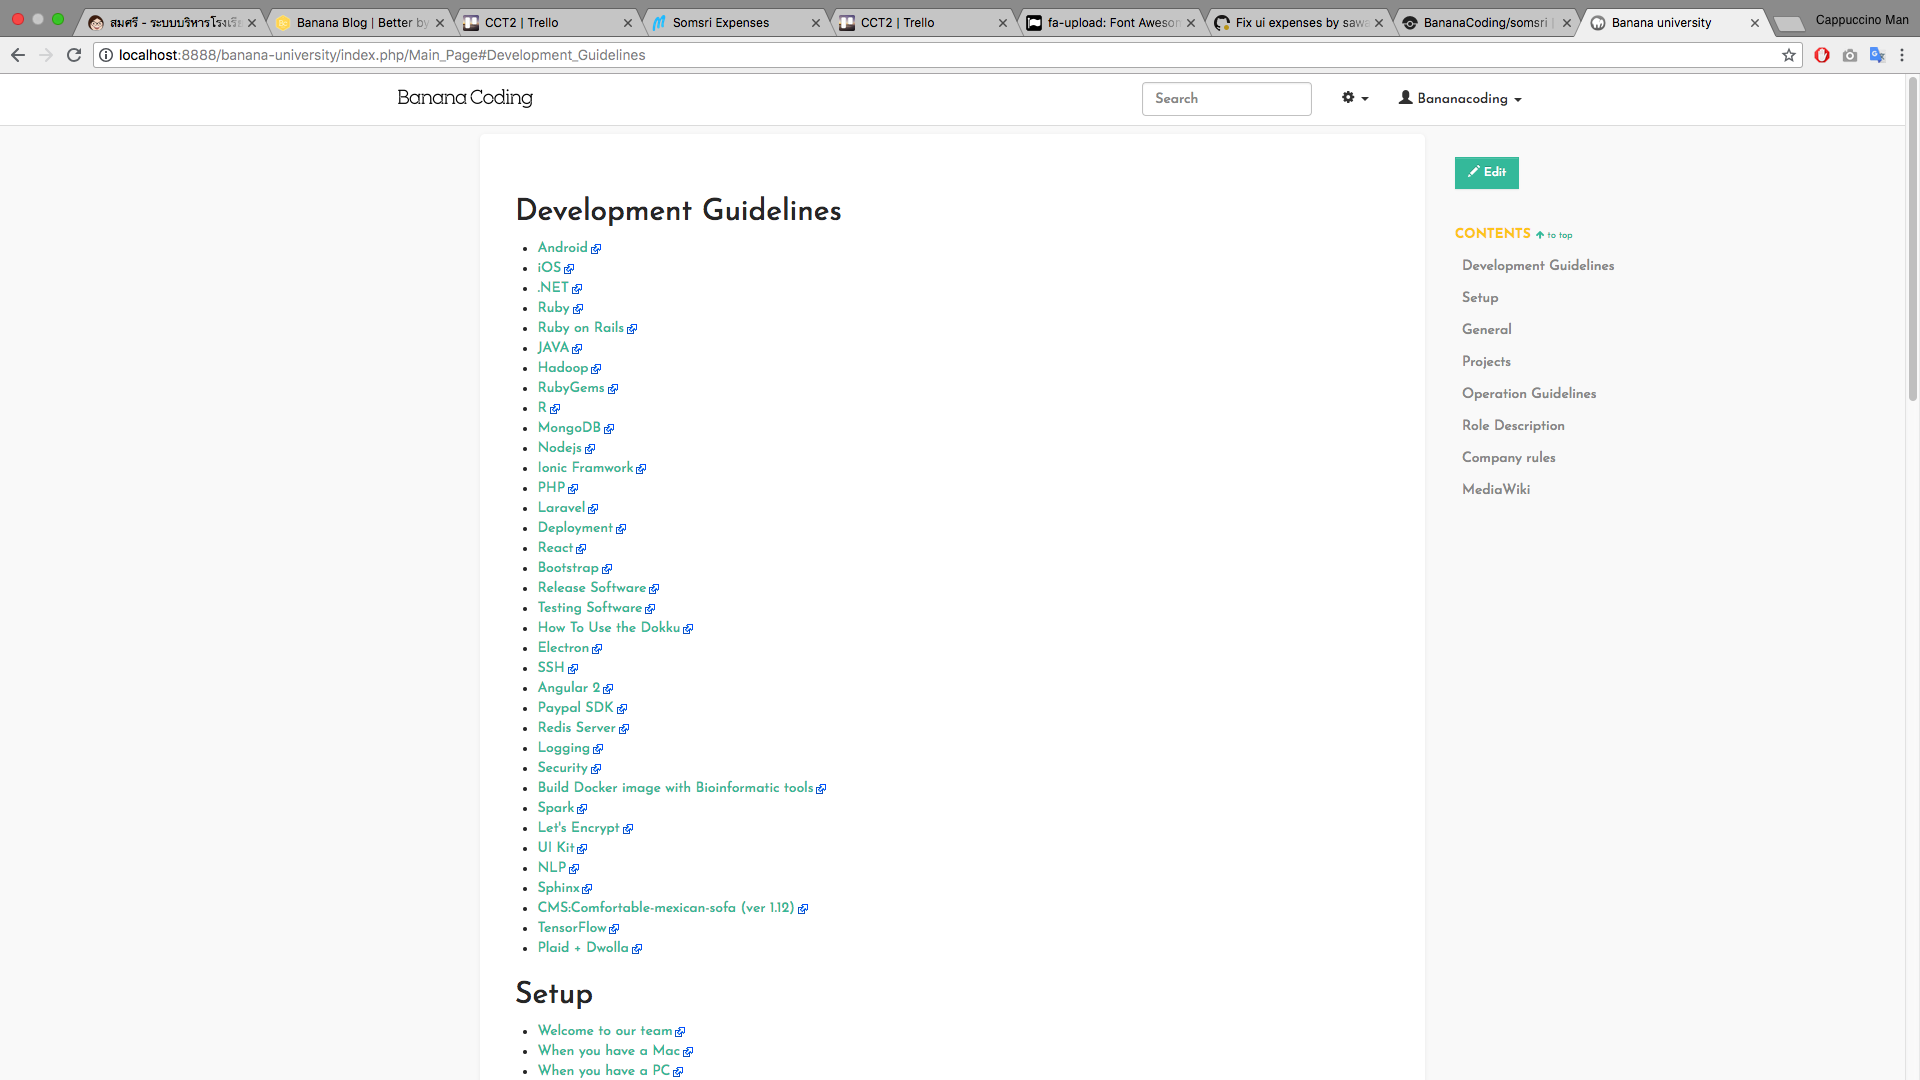 สมศรี - ระบบบริหารโรงเรีย
Banana Blog | Better by
CCT2 | Trello
Somsri Expenses
CCT2 | Trello
fa-upload: Font Aweson
Fix ui expenses by sawa
BananaCoding/somsri
Banana university
Cappuccino Man
localhost:8888/banana-university/index.php/Main_Page#Development_Guidelines
Banana Coding
Search
Bananacoding
Edit
Development Guidelines
Android
iOS
.NET
Ruby
Ruby on Rails
JAVA
Hadoop
RubyGems
R
MongoDB
Nodejs
Ionic Framwork
PHP
Laravel
Deployment
React
Bootstrap
Release Software
Testing Software
How To Use the Dokku
Electron
SSH
Angular 2
Paypal SDK
Redis Server
Logging
Security
Build Docker image with Bioinformatic tools
Spark
Let's Encrypt
UI Kit
NLP
Sphinx
CMS:Comfortable-mexican-sofa (ver 1.12)
TensorFlow
Plaid + Dwolla
Setup
Welcome to our team
When you have a Mac
When you have a PC
CONTENTS to top
Development Guidelines
Setup
General
Projects
Operation Guidelines
Role Description
Company rules
MediaWiki